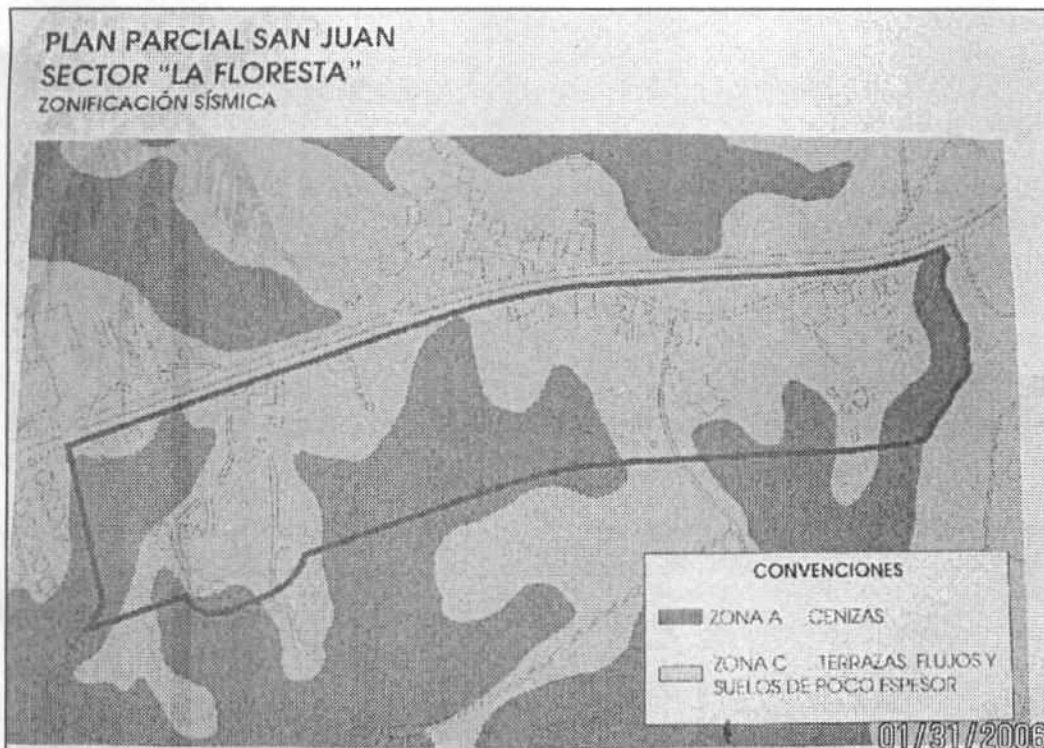 PLAN PARCIAL SAN JUAN
SECTOR "LA FLORESTA"
ZONIFICACIÓN SÍSMICA
CONVENCIONES
ZONA A CENIZAS
ZONA C TERRAZAS FLUJOS Y
SUELOS DE POCO ESPESOR
01/31/2006